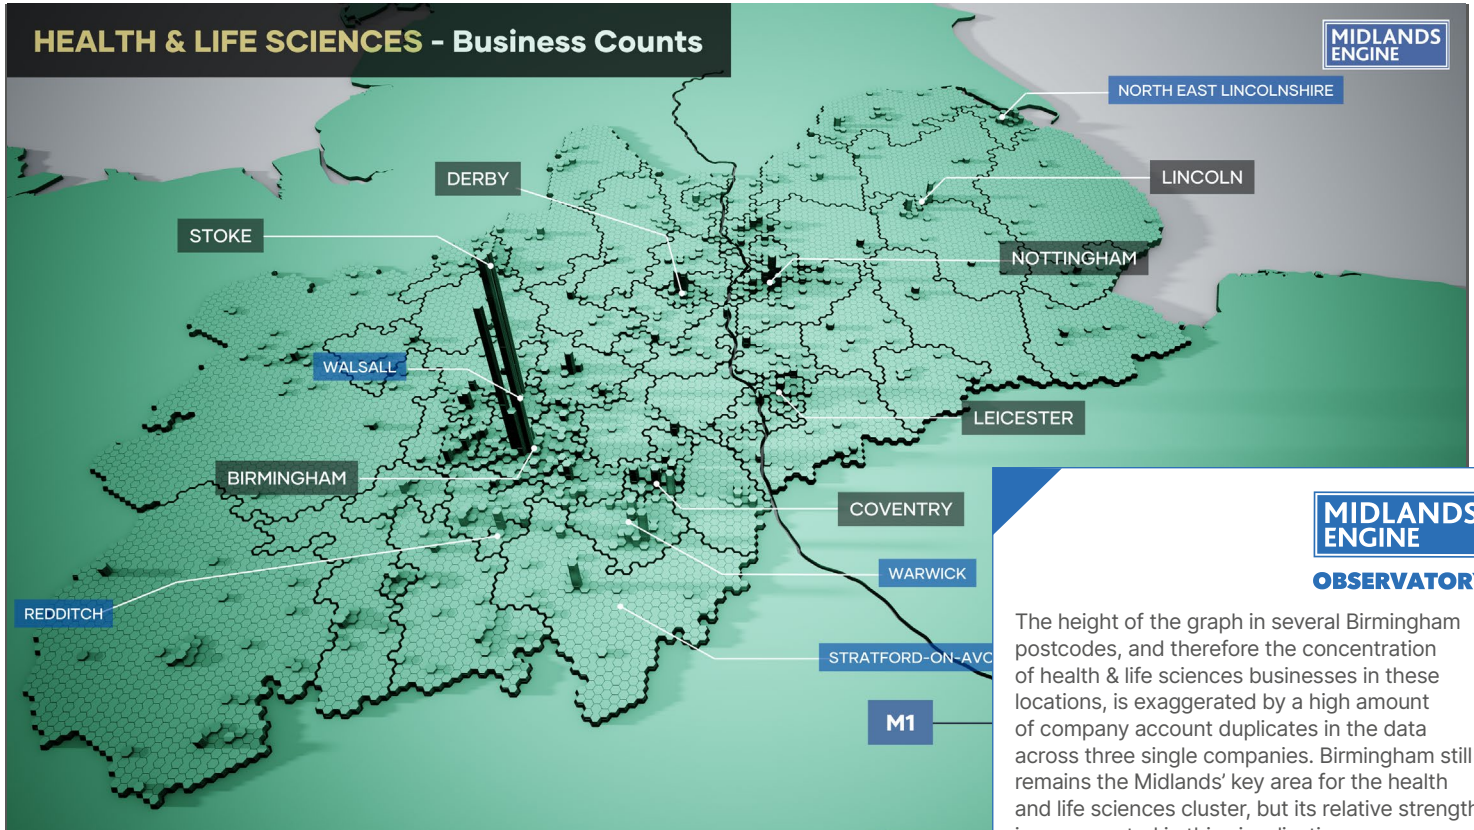 HEALTH & LIFE SCIENCES - Business Counts
MIDLANDS
ENGINE
NORTH EAST LINCOLNSHIRE
DERBY
LINCOLN
STOKE
NOTTINGHAM
WALSALL
LEICESTER
BIRMINGHAM
COVENTRY
WARWICK
REDDITCH
STRATFORD-ON-AVO
M1
MIDLANDS
ENGINE
OBSERVATORY
The height of the graph in several Birmingham
postcodes, and therefore the concentration
of health & life sciences businesses in these
locations, is exaggerated by a high amount
of company account duplicates in the data
across three single companies. Birmingham still
remains the Midlands’ key area for the health
and life sciences cluster, but its relative strength